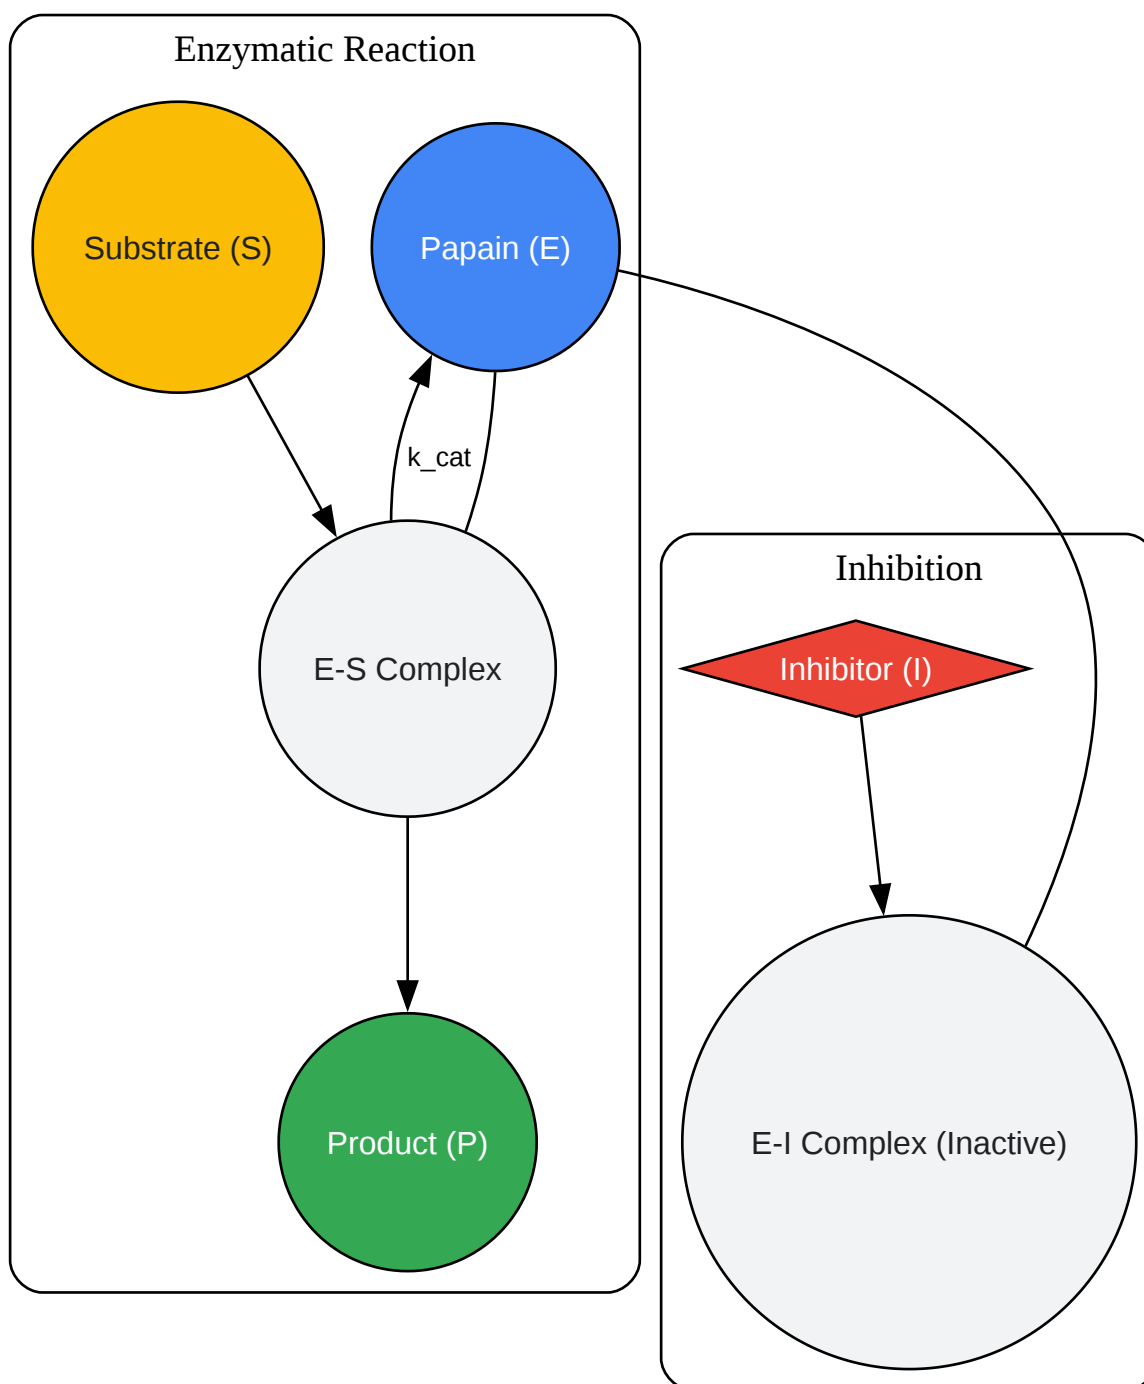 Enzymatic Reaction
Substrate (S)
Papain (E)
k_cat
E-S Complex
Product (P)
Inhibition
Inhibitor (I)
E-I Complex (Inactive)